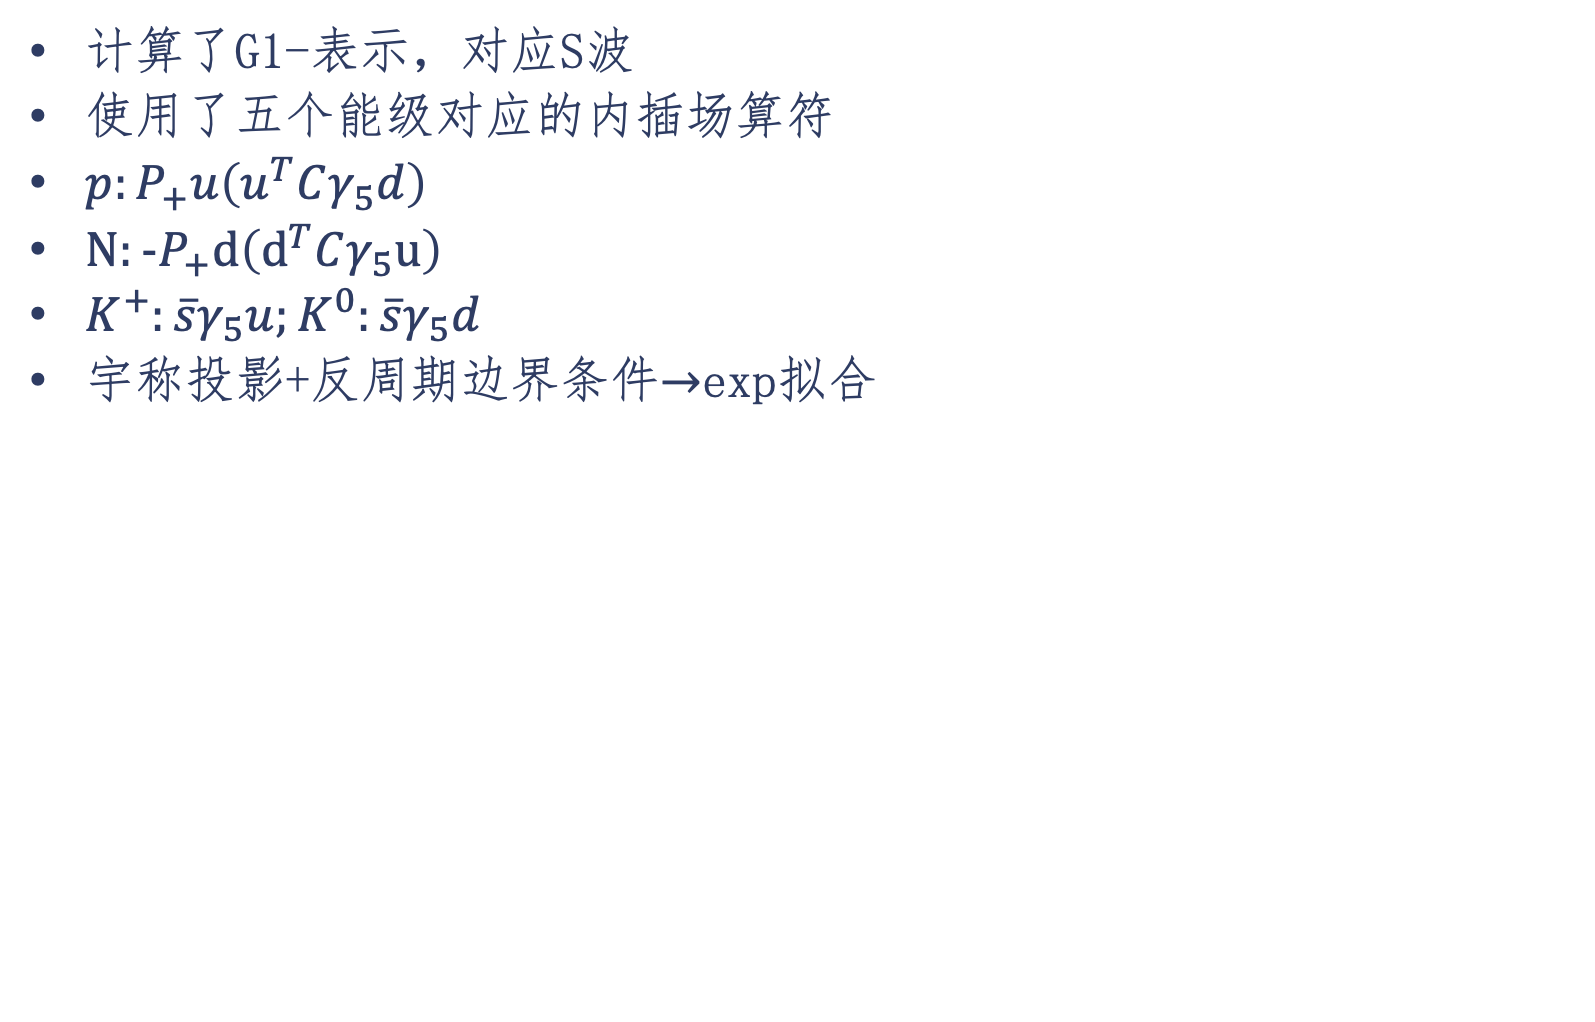 • 计算了G1-表示，对应S波
• 使用了五个能级对应的内插场算符
• p: P₊u(uᵀCγ₅d)
• N: -P₊d(dᵀCγ₅u)
• K⁺: s̄γ₅u; K⁰: s̄γ₅d
• 宇称投影+反周期边界条件→exp拟合